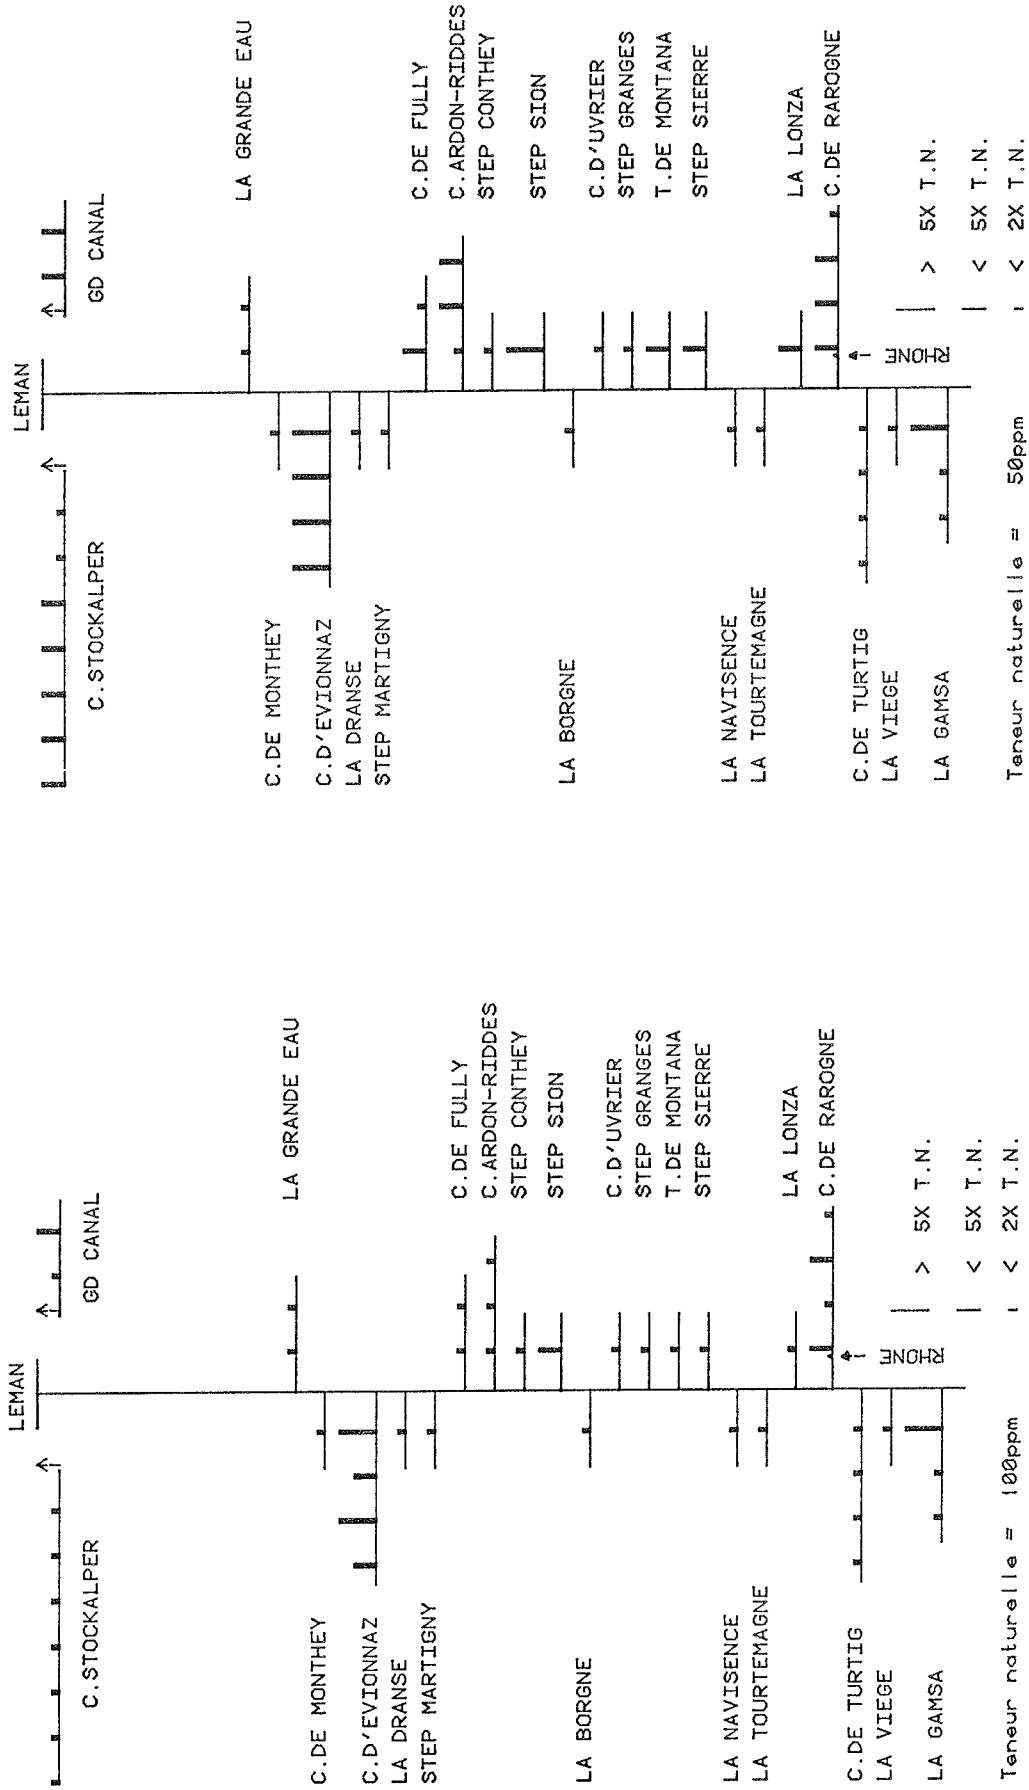 LEMAN
GD CANAL
C.STOCKALPER
LA GRANDE EAU
C.DE MONTHEY
C.D'EVIONNAZ
LA DRANSE
STEP MARTIGNY
C.DE FULLY
C.ARDON-RIDDES
STEP CONTHEY
STEP SION
LA BORGNE
C.D'UVRIER
STEP GRANGES
T.DE MONTANA
STEP SIERRE
LA NAVISENCE
LA TOURTEMAGNE
LA LONZA
C.DE RAROGNE
C.DE TURTIG
LA VIEGE
LA GAMSA
RHONE
> 5X T.N.
< 5X T.N.
< 2X T.N.
Teneur naturelle = 100ppm
LEMAN
GD CANAL
C.STOCKALPER
LA GRANDE EAU
C.DE MONTHEY
C.D'EVIONNAZ
LA DRANSE
STEP MARTIGNY
C.DE FULLY
C.ARDON-RIDDES
STEP CONTHEY
STEP SION
LA BORGNE
C.D'UVRIER
STEP GRANGES
T.DE MONTANA
STEP SIERRE
LA NAVISENCE
LA TOURTEMAGNE
LA LONZA
C.DE RAROGNE
C.DE TURTIG
LA VIEGE
LA GAMSA
RHONE
> 5X T.N.
< 5X T.N.
< 2X T.N.
Teneur naturelle = 50ppm